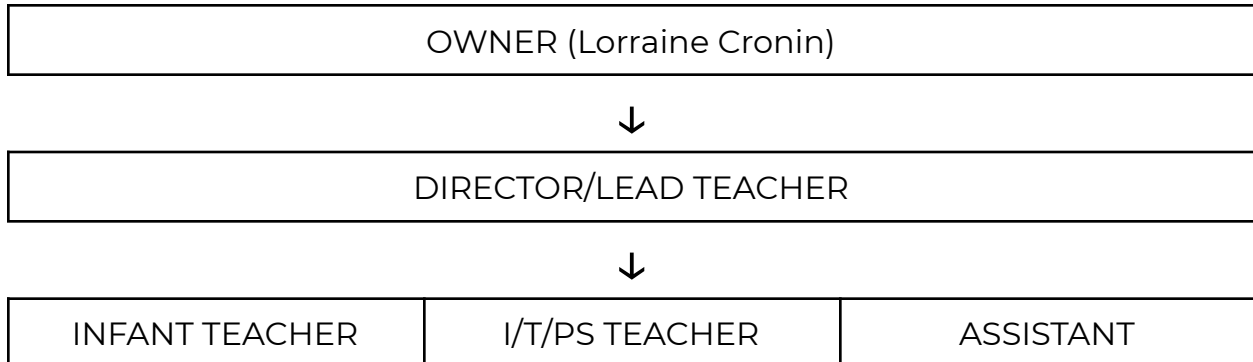 OWNER (Lorraine Cronin)
↓
DIRECTOR/LEAD TEACHER
↓
INFANT TEACHER
I/T/PS TEACHER
ASSISTANT